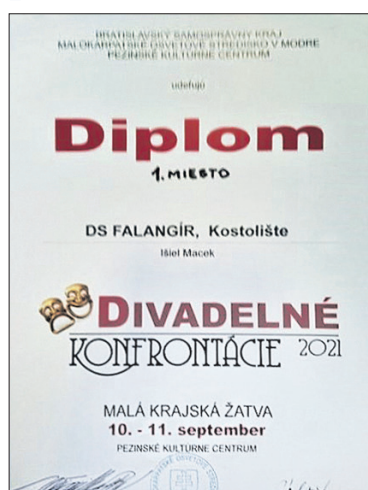 BRATISLAVSKÝ SAMOSPRÁVNY KRAJ
MALOKARPATSKÉ OSVETOVÉ STREDISKO V MODRE
PEZINSKÉ KULTÚRNE CENTRUM
udeľujú
Diplom
1. MIESTO
DS FALANGÍR, Kostolište
Išiel Macek
DIVADELNÉ
KONFRONTÁCIE 2021
MALÁ KRAJSKÁ ŽATVA
10. - 11. september
PEZINSKÉ KULTÚRNE CENTRUM